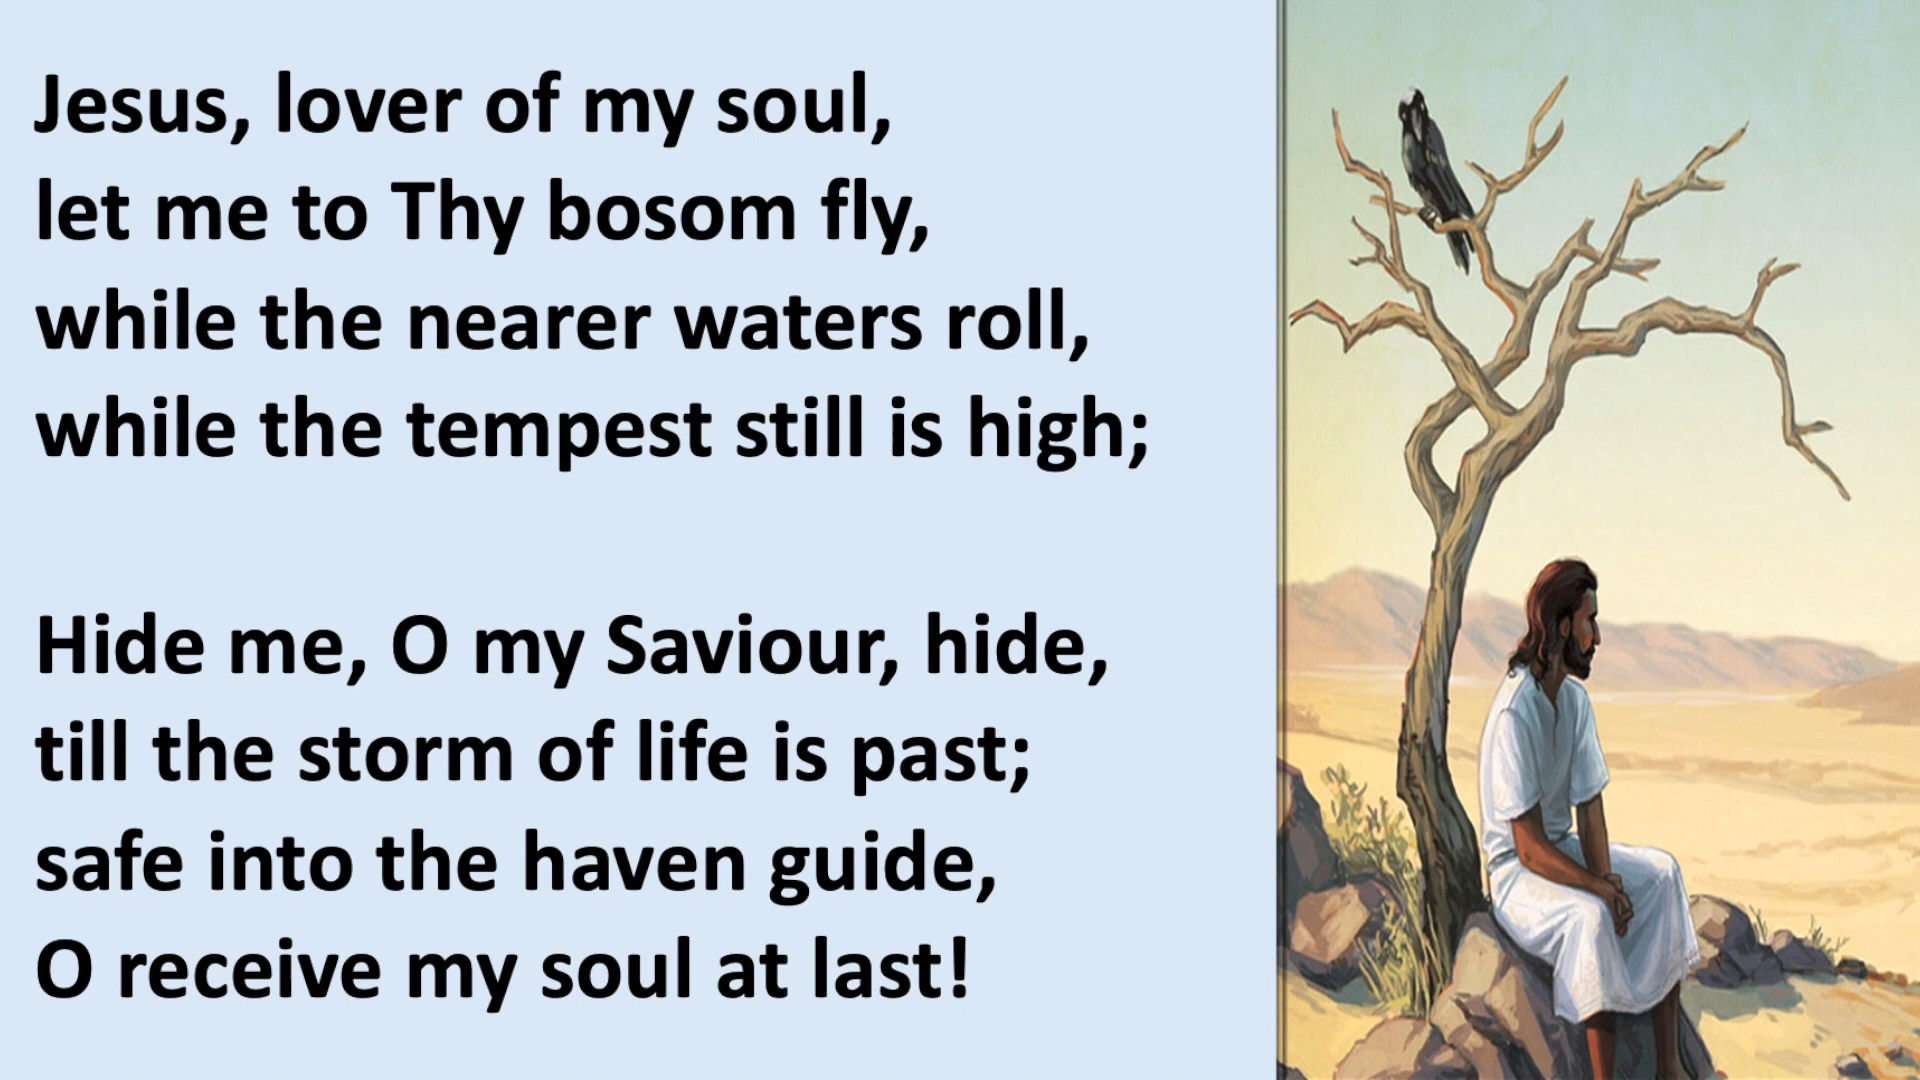 Jesus, lover of my soul,
let me to Thy bosom fly,
while the nearer waters roll,
while the tempest still is high;
Hide me, O my Saviour, hide,
till the storm of life is past;
safe into the haven guide,
O receive my soul at last!